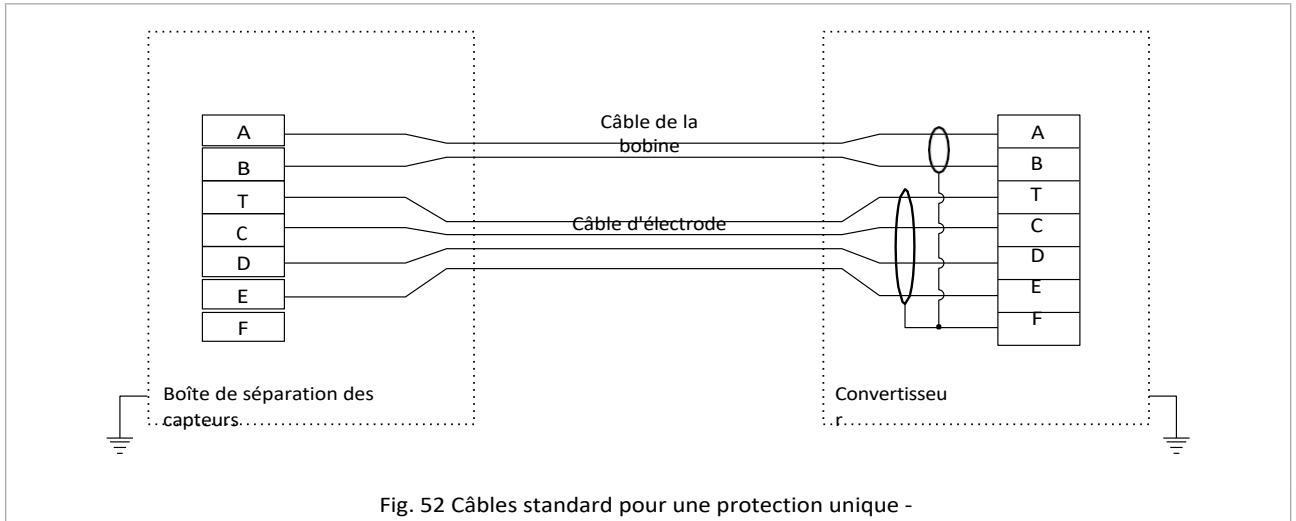 A
B
T
C
D
E
F
Câble de la
bobine
Câble d'électrode
A
B
T
C
D
E
F
Boîte de séparation des
capteurs
Convertisseu
r
Fig. 52 Câbles standard pour une protection unique -